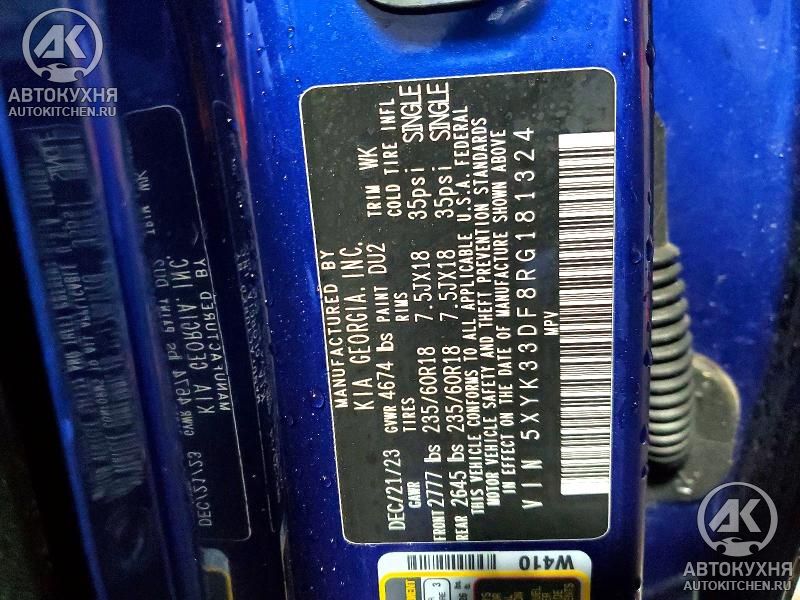 АК
АВТОКУХНЯ
AUTOKITCHEN.RU
MANUFACTURED BY
KIA GEORGIA, INC.
DEC/21/23 GVWR 4674 lbs PAINT DU2 TRIM WK
GAWR TIRES RIMS COLD TIRE INFL
FRONT 2777 lbs 235/60R18 7.5JX18 35psi SINGLE
REAR 2645 lbs 235/60R18 7.5JX18 35psi SINGLE
THIS VEHICLE CONFORMS TO ALL APPLICABLE U.S.A. FEDERAL
MOTOR VEHICLE SAFETY AND THEFT PREVENTION STANDARDS
IN EFFECT ON THE DATE OF MANUFACTURE SHOWN ABOVE
VIN 5XYK33DF8RG181324
MPV
W410
АК
АВТОКУХНЯ
AUTOKITCHEN.RU